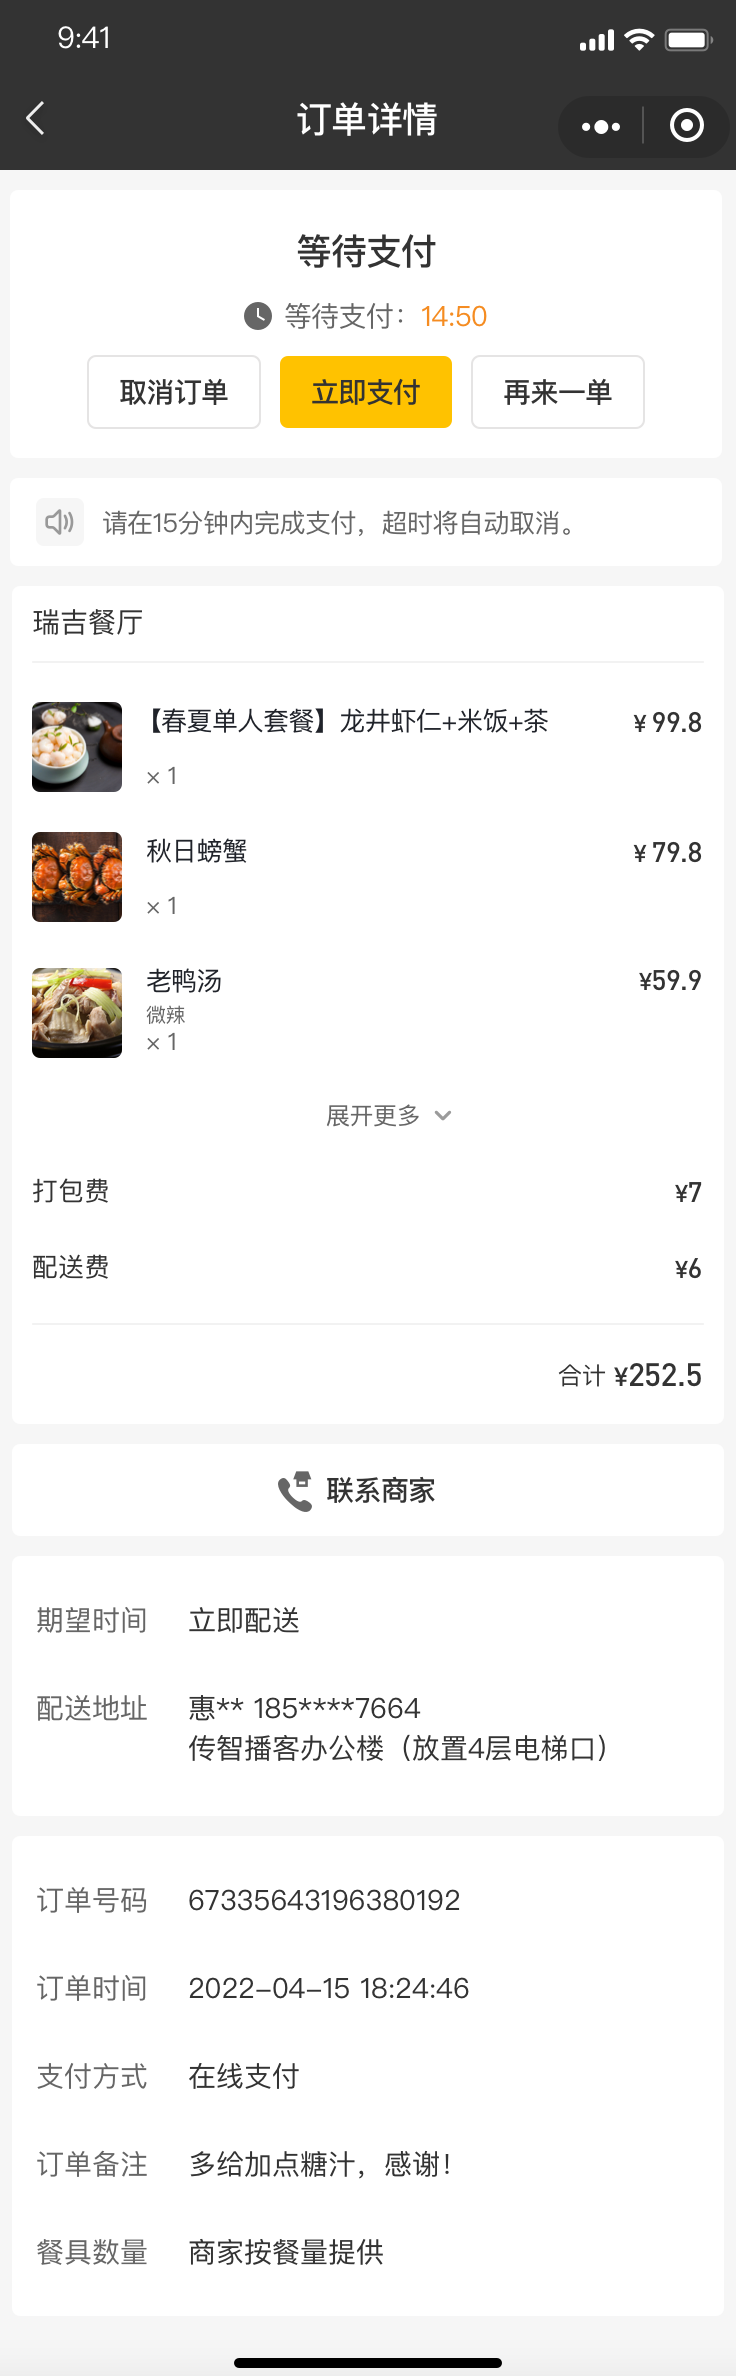 9:41
订单详情
等待支付
等待支付：14:50
取消订单 立即支付 再来一单
请在15分钟内完成支付，超时将自动取消。
瑞吉餐厅
【春夏单人套餐】龙井虾仁+米饭+茶 ¥ 99.8
× 1
秋日螃蟹 ¥ 79.8
× 1
老鸭汤 ¥59.9
微辣
× 1
展开更多
打包费 ¥7
配送费 ¥6
合计 ¥252.5
联系商家
期望时间 立即配送
配送地址 惠** 185****7664
传智播客办公楼（放置4层电梯口）
订单号码 67335643196380192
订单时间 2022-04-15 18:24:46
支付方式 在线支付
订单备注 多给加点糖汁，感谢！
餐具数量 商家按餐量提供